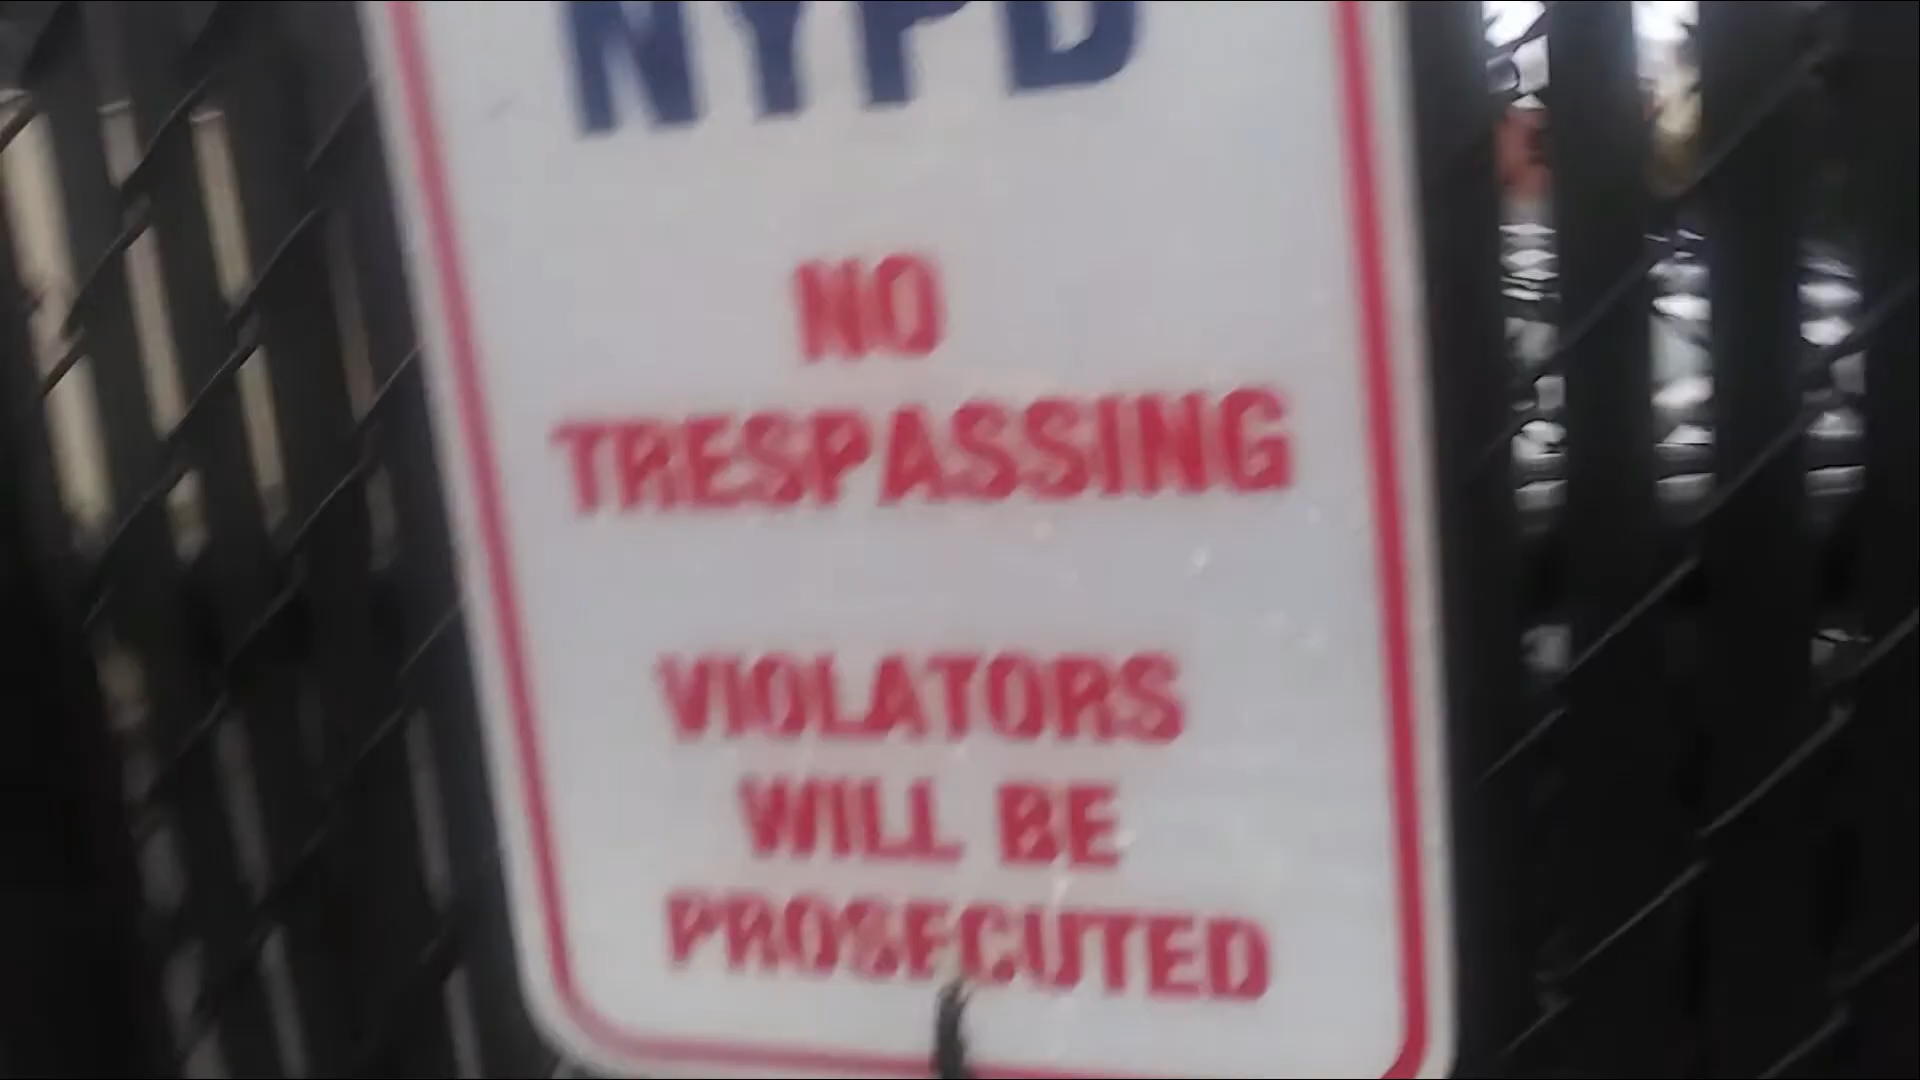 NYPD
NO
TRESPASSING
VIOLATORS
WILL BE
PROSECUTED